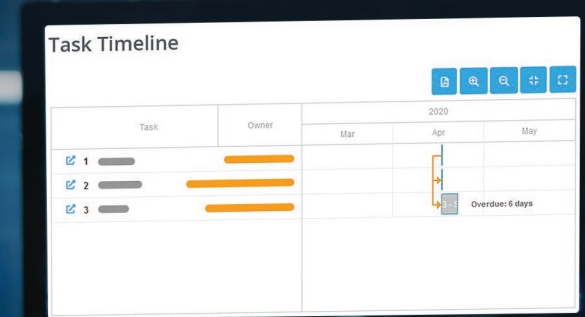 Task Timeline
Task
Owner
2020
Mar
Apr
May
1
2
3
Overdue: 6 days